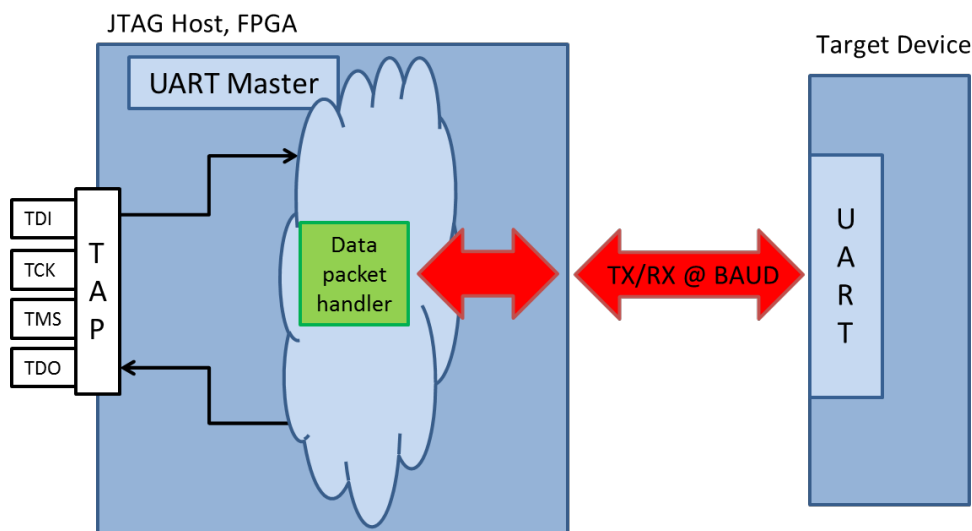 JTAG Host, FPGA
Target Device
UART Master
TDI
TCK
TMS
TDO
T
A
P
Data
packet
handler
TX/RX @ BAUD
U
A
R
T